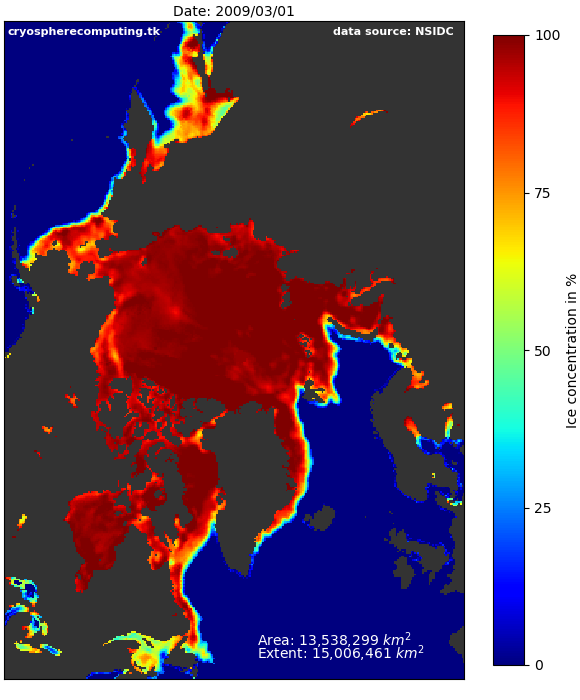 Date: 2009/03/01
cryospherecomputing.tk
data source: NSIDC
100
75
50
25
0
Ice concentration in %
Area: 13,538,299 km²
Extent: 15,006,461 km²